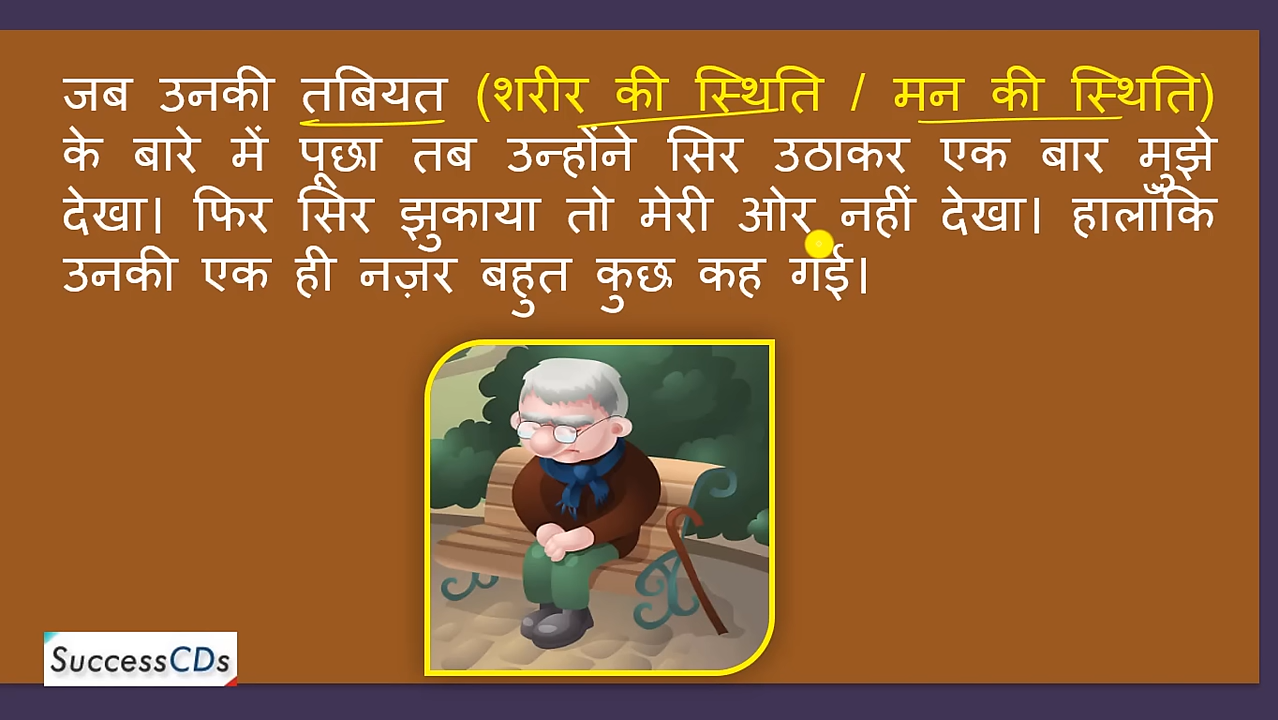 जब उनकी तबियत (शरीर की स्थिति / मन की स्थिति)
के बारे में पूछा तब उन्होंने सिर उठाकर एक बार मुझे
देखा। फिर सिर झुकाया तो मेरी ओर नहीं देखा। हालाँकि
उनकी एक ही नज़र बहुत कुछ कह गई।
SuccessCDs